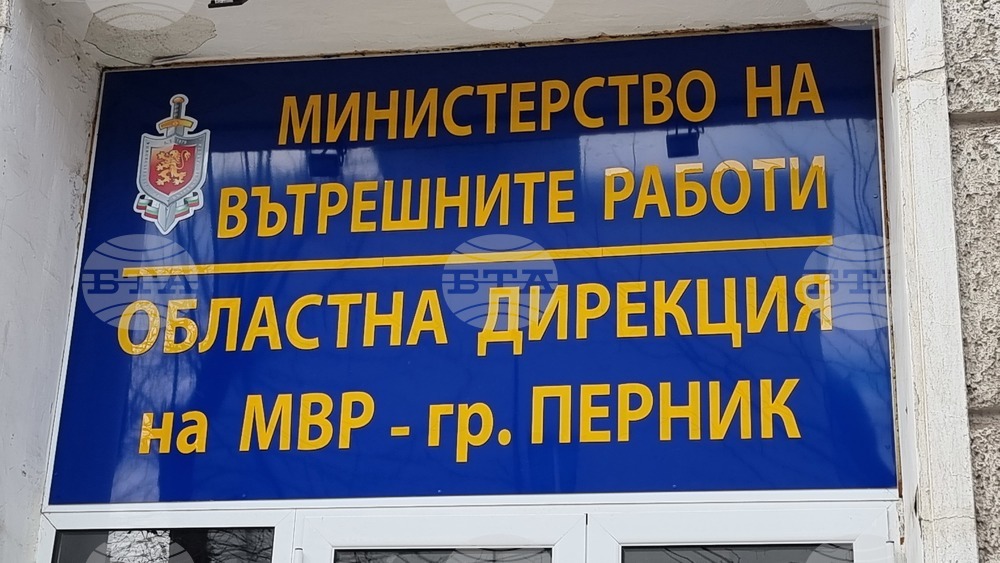 МИНИСТЕРСТВО НА
ВЪТРЕШНИТЕ РАБОТИ
ОБЛАСТНА ДИРЕКЦИЯ
на МВР - гр. ПЕРНИК
БТА
БТА
БТА